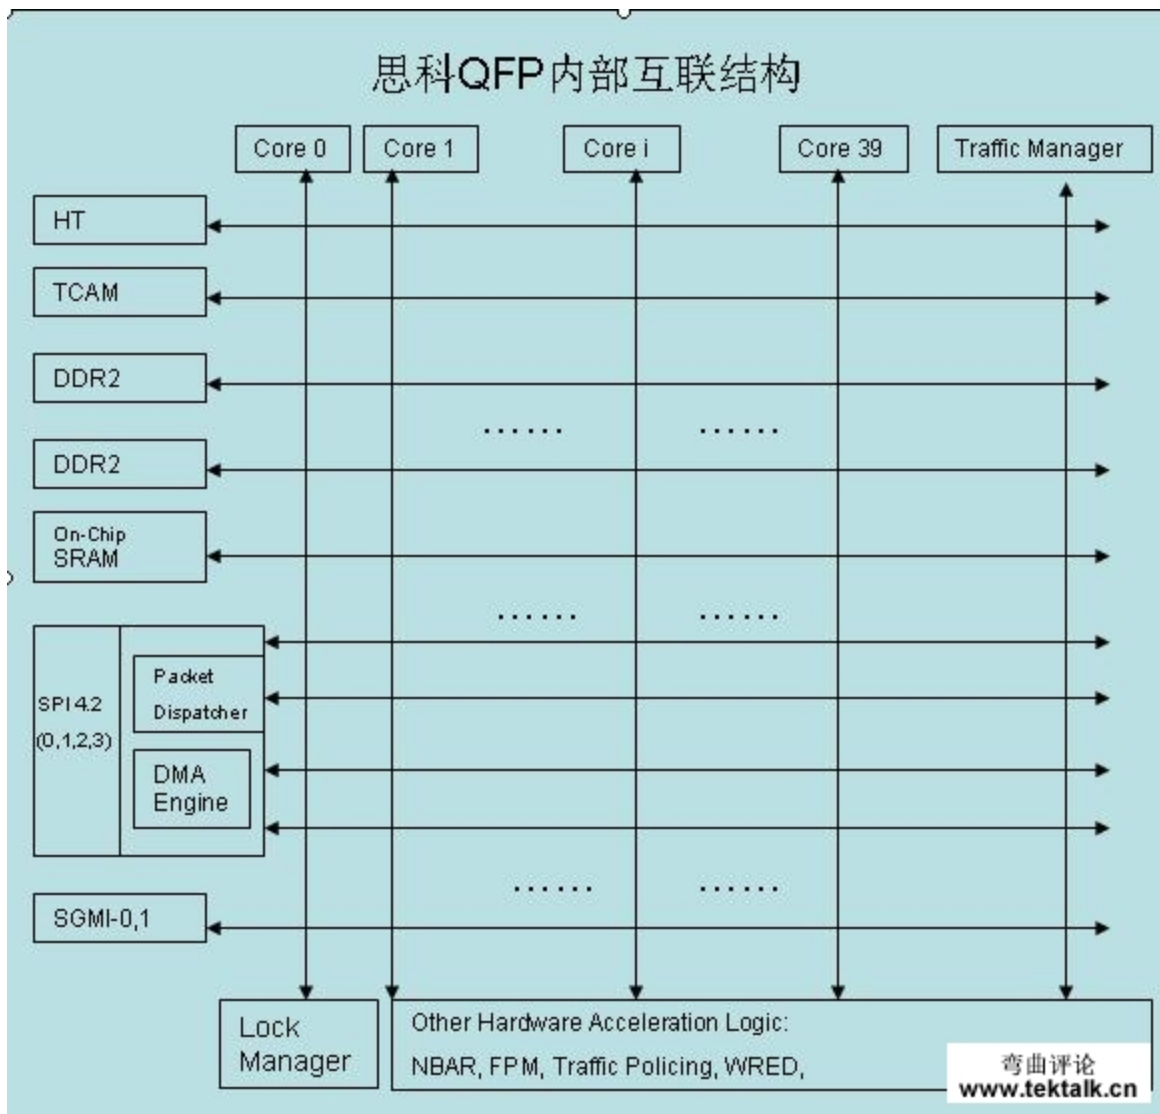 思科QFP内部互联结构
Core 0
Core 1
Core i
Core 39
Traffic Manager
HT
TCAM
DDR2
......
......
DDR2
On-Chip
SRAM
......
......
SPI 4.2
(0,1,2,3)
Packet
Dispatcher
DMA
Engine
......
......
SGMI-0,1
Lock
Manager
Other Hardware Acceleration Logic:
NBAR, FPM, Traffic Policing, WRED,
弯曲评论
www.tektalk.cn